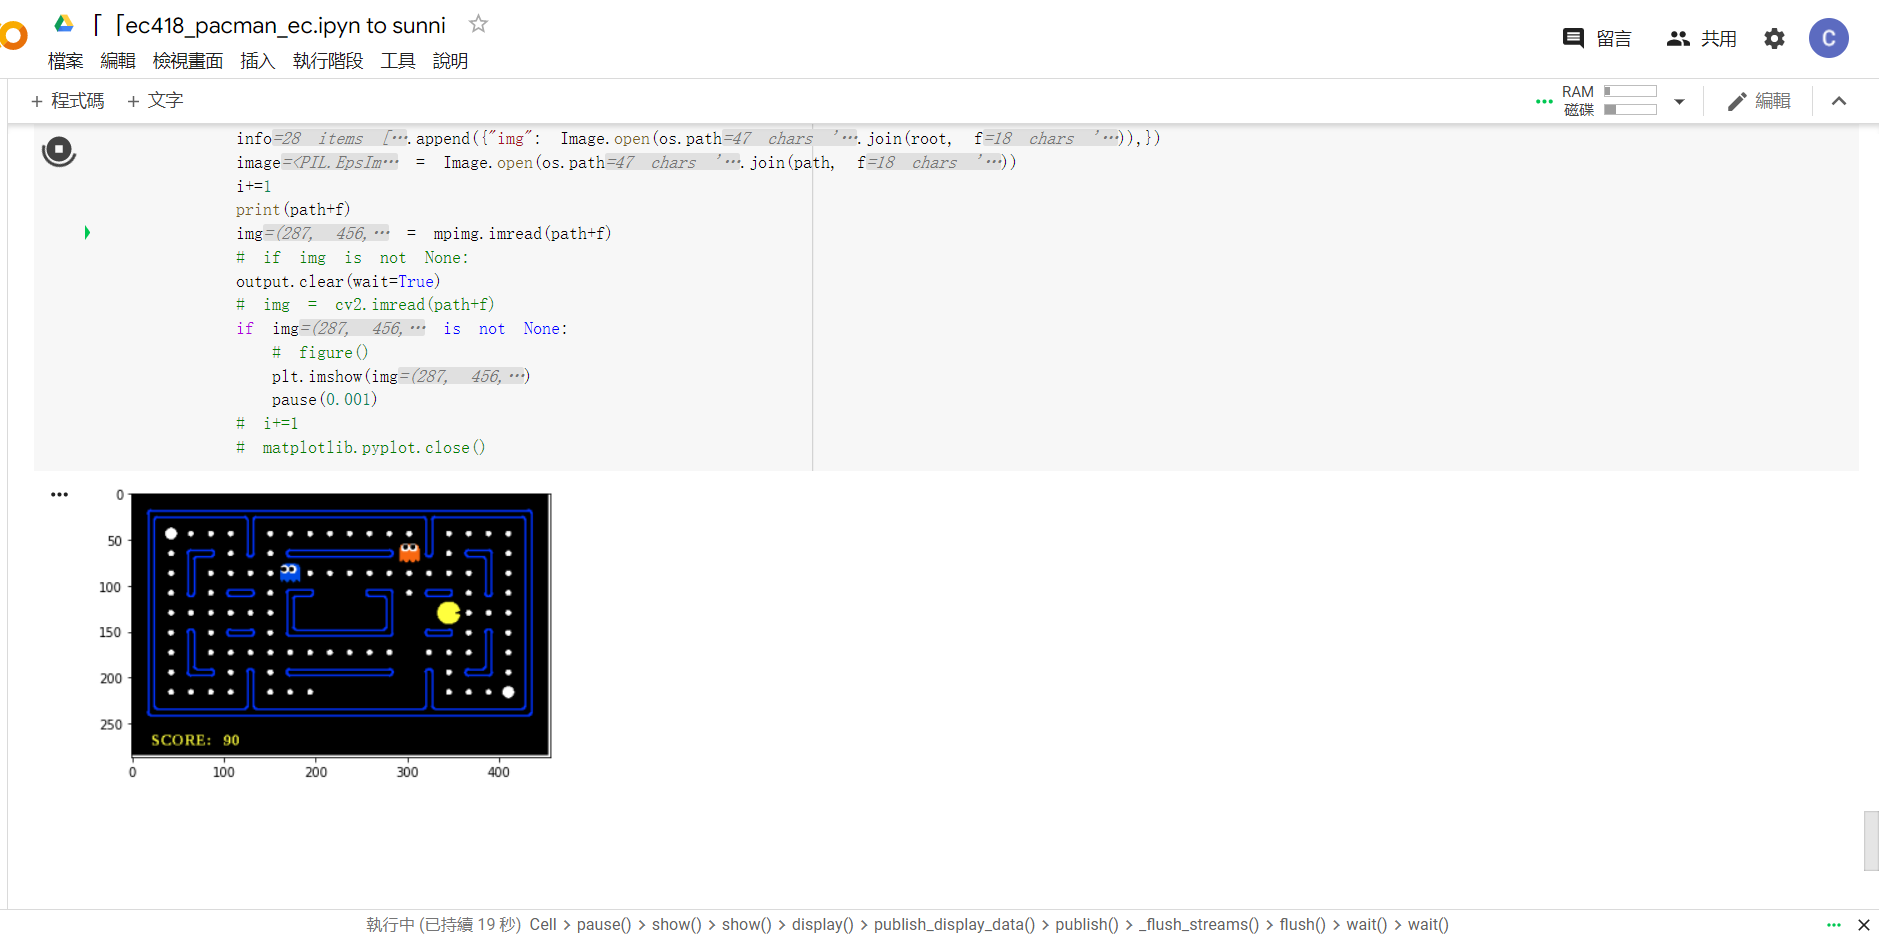 「「ec418_pacman_ec.ipyn to sunni
留言 共用 C
檔案 編輯 檢視畫面 插入 執行階段 工具 說明
+ 程式碼 + 文字
RAM
磁碟
編輯
info=28 items [….append({"img": Image.open(os.path=47 chars '….join(root, f=18 chars '…)),})
image=<PIL.EpsIm… = Image.open(os.path=47 chars '….join(path, f=18 chars '…))
i+=1
print(path+f)
img=(287, 456,… = mpimg.imread(path+f)
# if img is not None:
output.clear(wait=True)
# img = cv2.imread(path+f)
if img=(287, 456,… is not None:
# figure()
plt.imshow(img=(287, 456,…)
pause(0.001)
# i+=1
# matplotlib.pyplot.close()
0
50
100
150
200
250
SCORE: 90
0 100 200 300 400
執行中 (已持續 19 秒) Cell > pause() > show() > show() > display() > publish_display_data() > publish() > _flush_streams() > flush() > wait() > wait()